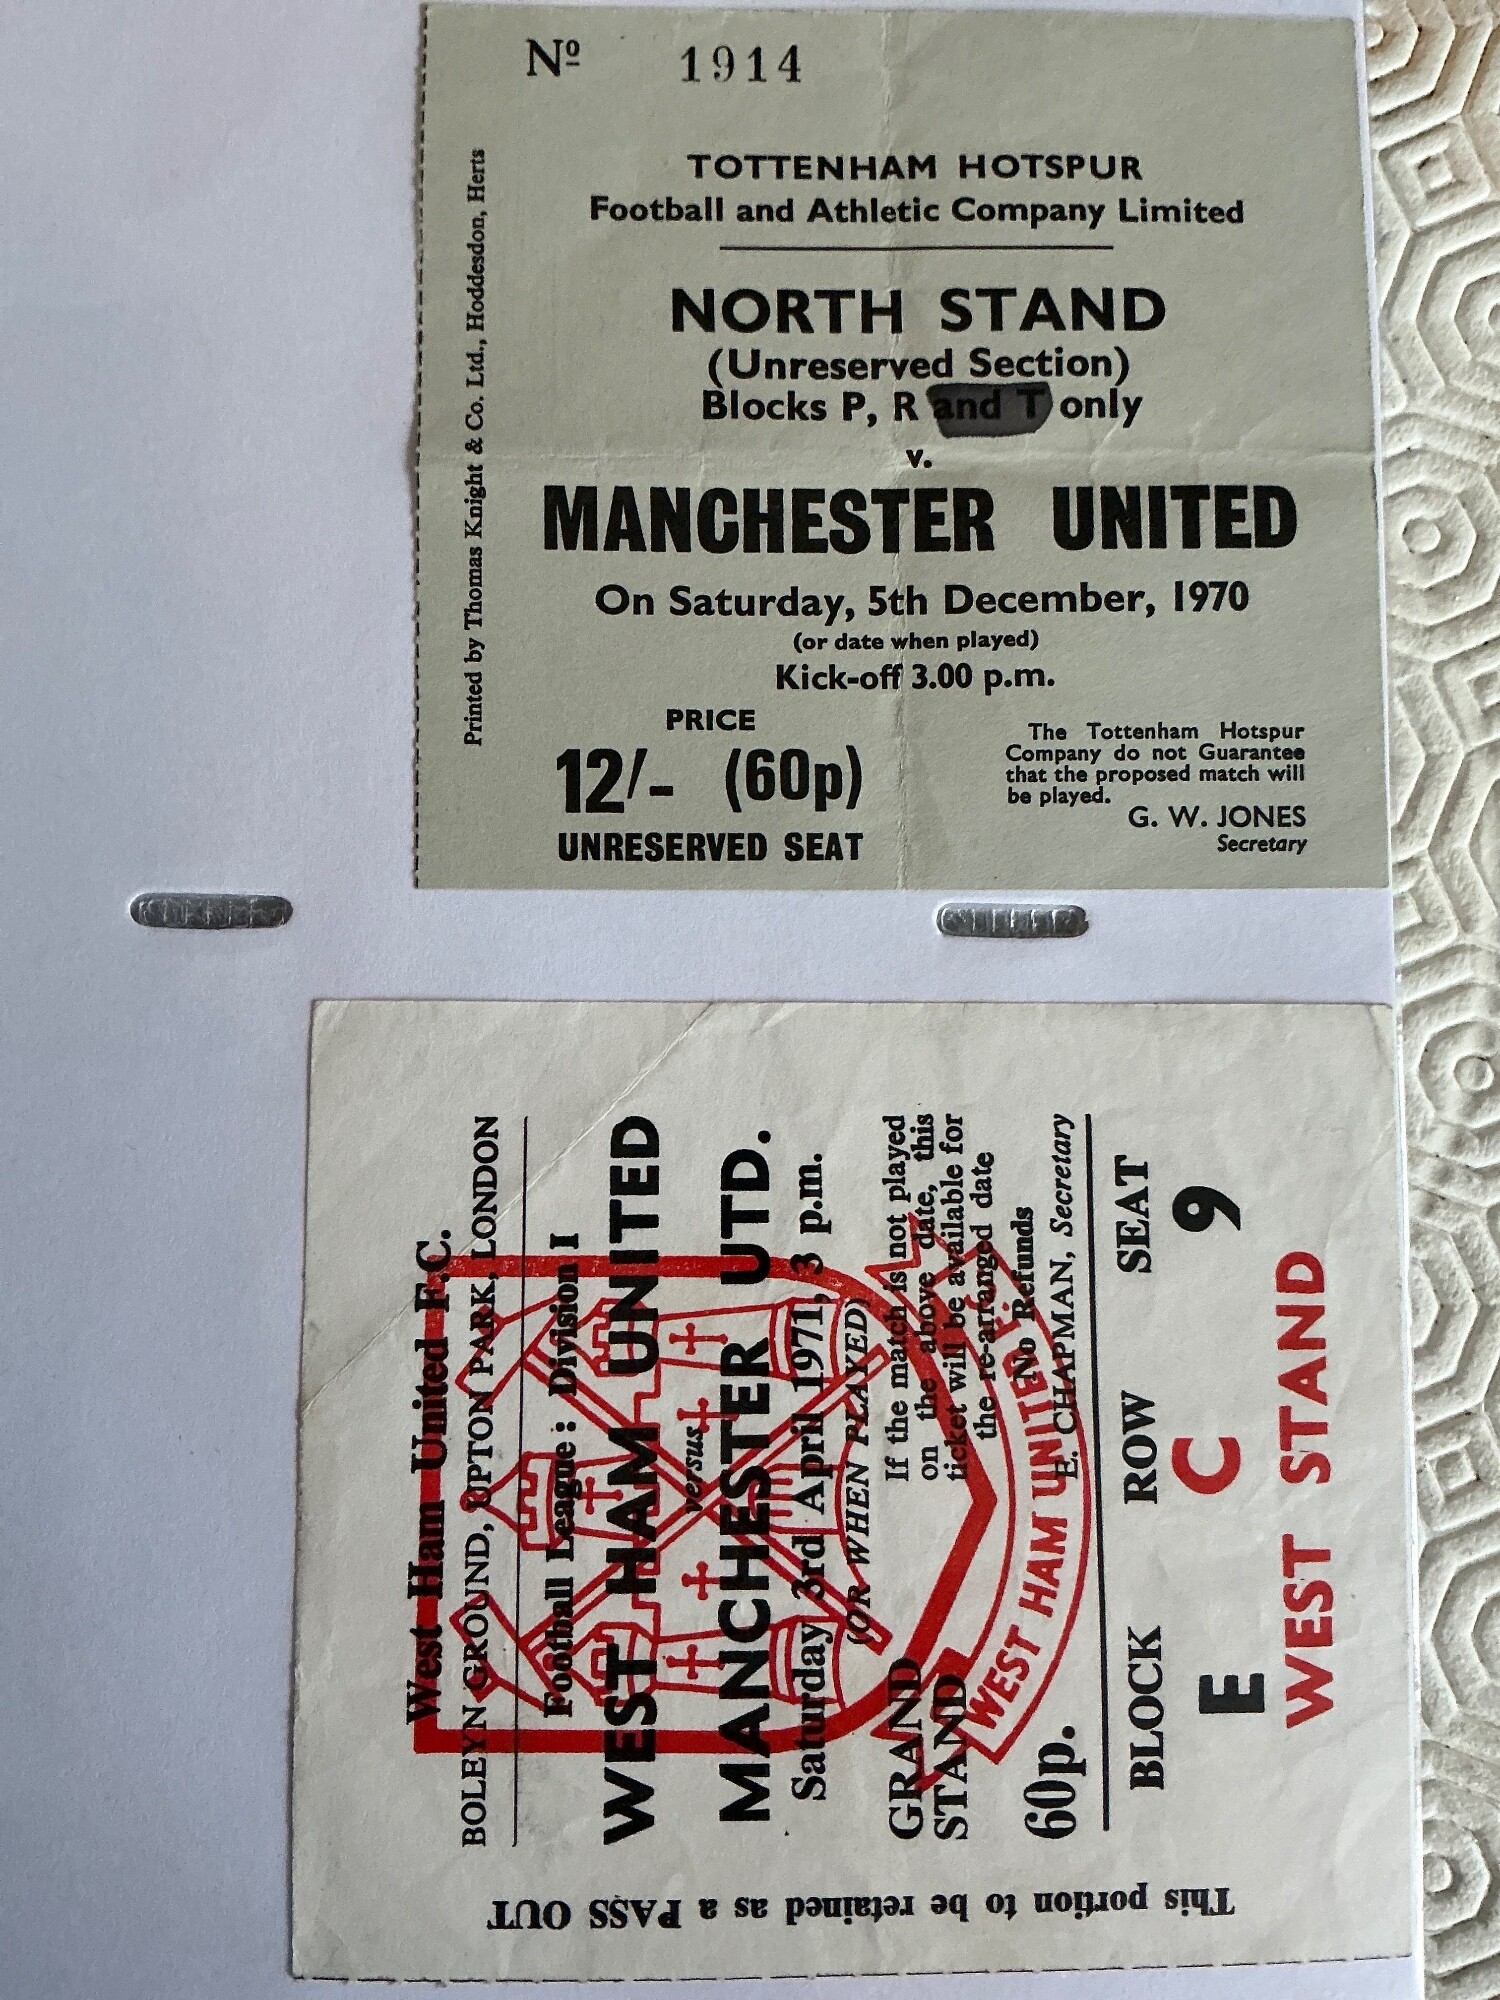 Nº 1914
TOTTENHAM HOTSPUR
Football and Athletic Company Limited
NORTH STAND
(Unreserved Section)
Blocks P, R and T only
v.
MANCHESTER UNITED
On Saturday, 5th December, 1970
(or date when played)
Kick-off 3.00 p.m.
PRICE
12/- (60p)
UNRESERVED SEAT
The Tottenham Hotspur
Company do not Guarantee
that the proposed match will
be played.
G. W. JONES
Secretary
Printed by Thomas Knight & Co. Ltd., Hoddesdon, Herts
West Ham United F.C.
BOLEYN GROUND, UPTON PARK, LONDON
Football League : Division I
WEST HAM UNITED
versus
MANCHESTER UTD.
Saturday 3rd April 1971, 3 p.m.
(OR WHEN PLAYED)
GRAND
STAND
60p.
If the match is not played
on the above date, this
ticket will be available for
the re-arranged date
No Refunds
E. CHAPMAN, Secretary
WEST HAM UNITED F.C.
BLOCK ROW SEAT
E C 9
WEST STAND
This portion to be retained as a PASS OUT